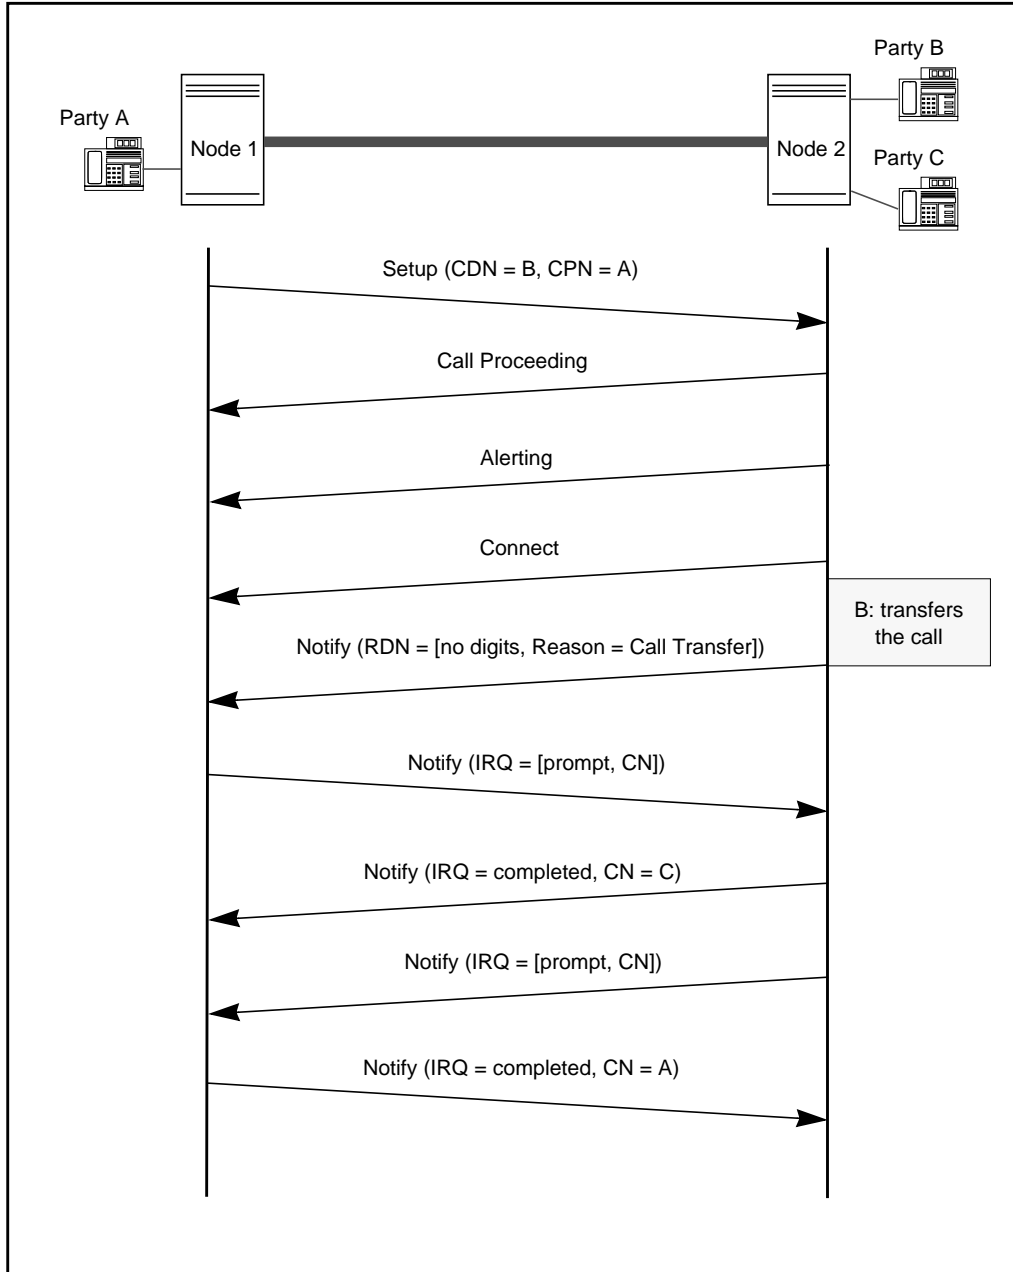 Party B
Party A
Node 1
Node 2
Party C
Setup (CDN = B, CPN = A)
Call Proceeding
Alerting
Connect
B: transfers
the call
Notify (RDN = [no digits, Reason = Call Transfer])
Notify (IRQ = [prompt, CN])
Notify (IRQ = completed, CN = C)
Notify (IRQ = [prompt, CN])
Notify (IRQ = completed, CN = A)